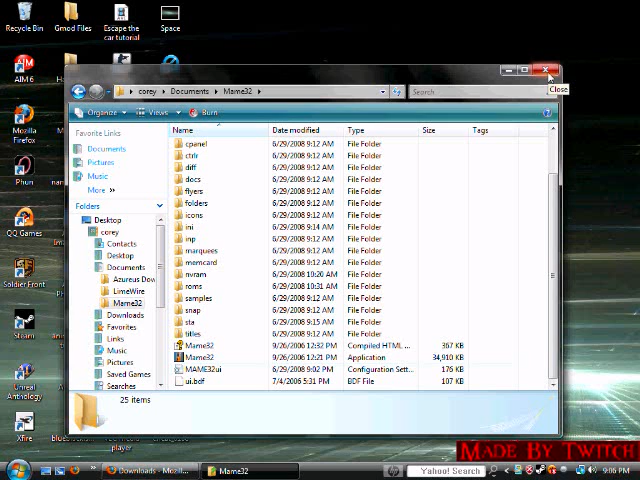 Recycle Bin
Gmod Files
Escape the car tutorial
Space
AIM 6
Mozilla Firefox
Phun
QQ Games
Soldier Front
Steam
Unreal Anthology
Xfire
player
corey Documents Mame32
Search
Close
Organize Views Burn
Favorite Links
Documents
Pictures
Music
More »
Folders
Desktop
corey
Contacts
Desktop
Documents
Azureus Dow
LimeWire
Mame32
Downloads
Favorites
Links
Music
Pictures
Saved Games
Searches
Name Date modified Type Size Tags
cpanel 6/29/2008 9:12 AM File Folder
ctrlr 6/29/2008 9:12 AM File Folder
diff 6/29/2008 9:12 AM File Folder
docs 6/29/2008 9:12 AM File Folder
flyers 6/29/2008 9:12 AM File Folder
folders 6/29/2008 9:12 AM File Folder
icons 6/29/2008 9:12 AM File Folder
ini 6/29/2008 9:14 AM File Folder
inp 6/29/2008 9:12 AM File Folder
marquees 6/29/2008 9:12 AM File Folder
memcard 6/29/2008 9:12 AM File Folder
nvram 6/29/2008 10:20 AM File Folder
roms 6/29/2008 10:31 AM File Folder
samples 6/29/2008 9:12 AM File Folder
snap 6/29/2008 9:12 AM File Folder
sta 6/29/2008 9:15 AM File Folder
titles 6/29/2008 9:12 AM File Folder
Mame32 9/26/2006 12:32 PM Compiled HTML ... 367 KB
Mame32 9/26/2006 12:21 PM Application 34,910 KB
MAME32ui 6/29/2008 9:02 PM Configuration Sett... 176 KB
ui.bdf 7/4/2006 5:31 PM BDF File 107 KB
25 items
Made By Twitch
Downloads - Mozill...
Mame32
Yahoo! Search
9:06 PM